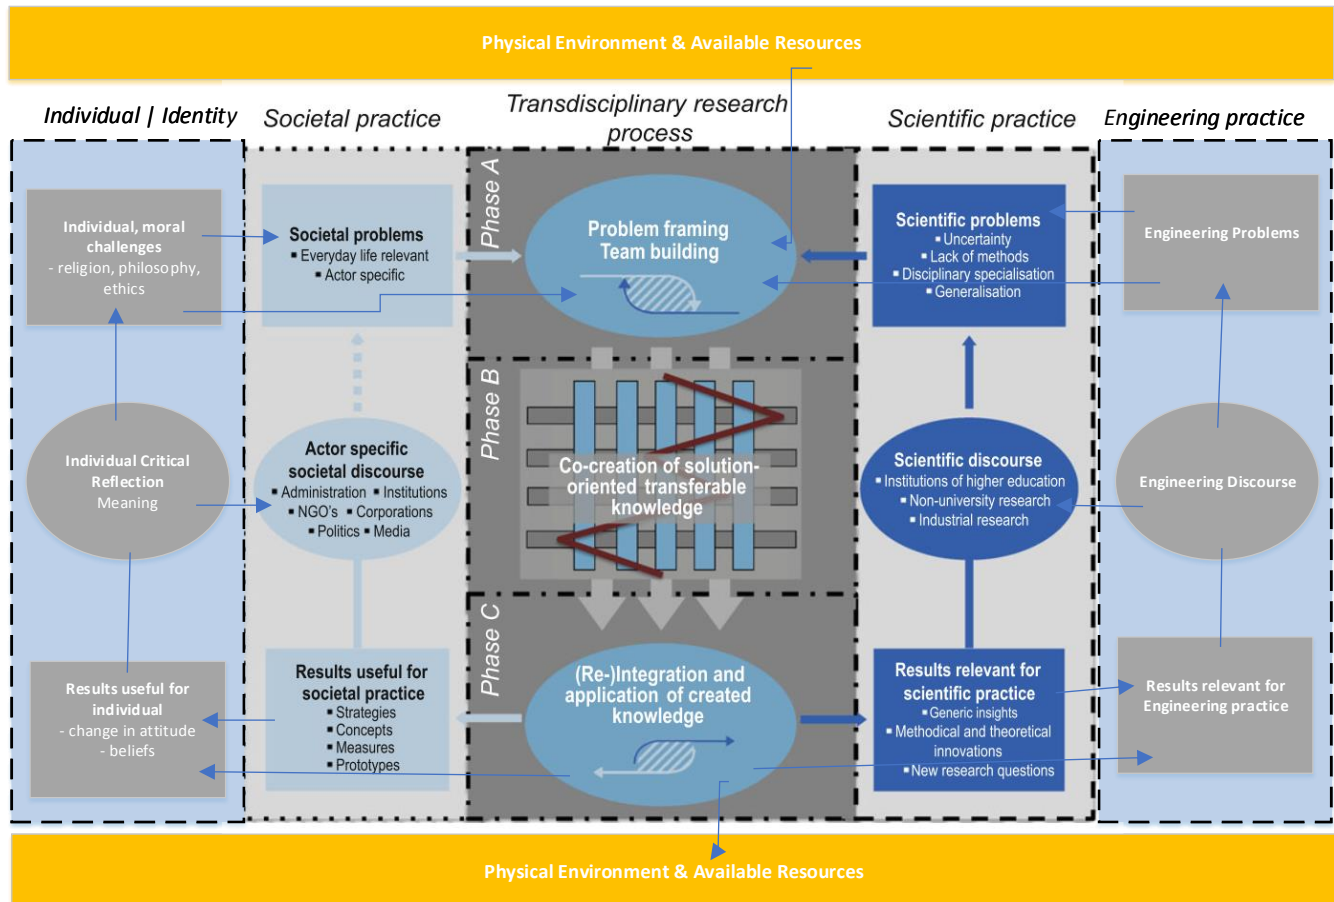 Physical Environment & Available Resources
Individual | Identity
Societal practice
Transdisciplinary research
process
Scientific practice
Engineering practice
Individual, moral
challenges
- religion, philosophy,
ethics
Societal problems
▪ Everyday life relevant
▪ Actor specific
Phase A
Problem framing
Team building
Scientific problems
▪ Uncertainty
▪ Lack of methods
▪ Disciplinary specialisation
▪ Generalisation
Engineering Problems
Individual Critical
Reflection
Meaning
Actor specific
societal discourse
▪ Administration ▪ Institutions
▪ NGO's ▪ Corporations
▪ Politics ▪ Media
Phase B
Co-creation of solution-
oriented transferable
knowledge
Scientific discourse
▪ Institutions of higher education
▪ Non-university research
▪ Industrial research
Engineering Discourse
Results useful for
individual
- change in attitude
- beliefs
Results useful for
societal practice
▪ Strategies
▪ Concepts
▪ Measures
▪ Prototypes
Phase C
(Re-)Integration and
application of created
knowledge
Results relevant for
scientific practice
▪ Generic insights
▪ Methodical and theoretical
innovations
▪ New research questions
Results relevant for
Engineering practice
Physical Environment & Available Resources